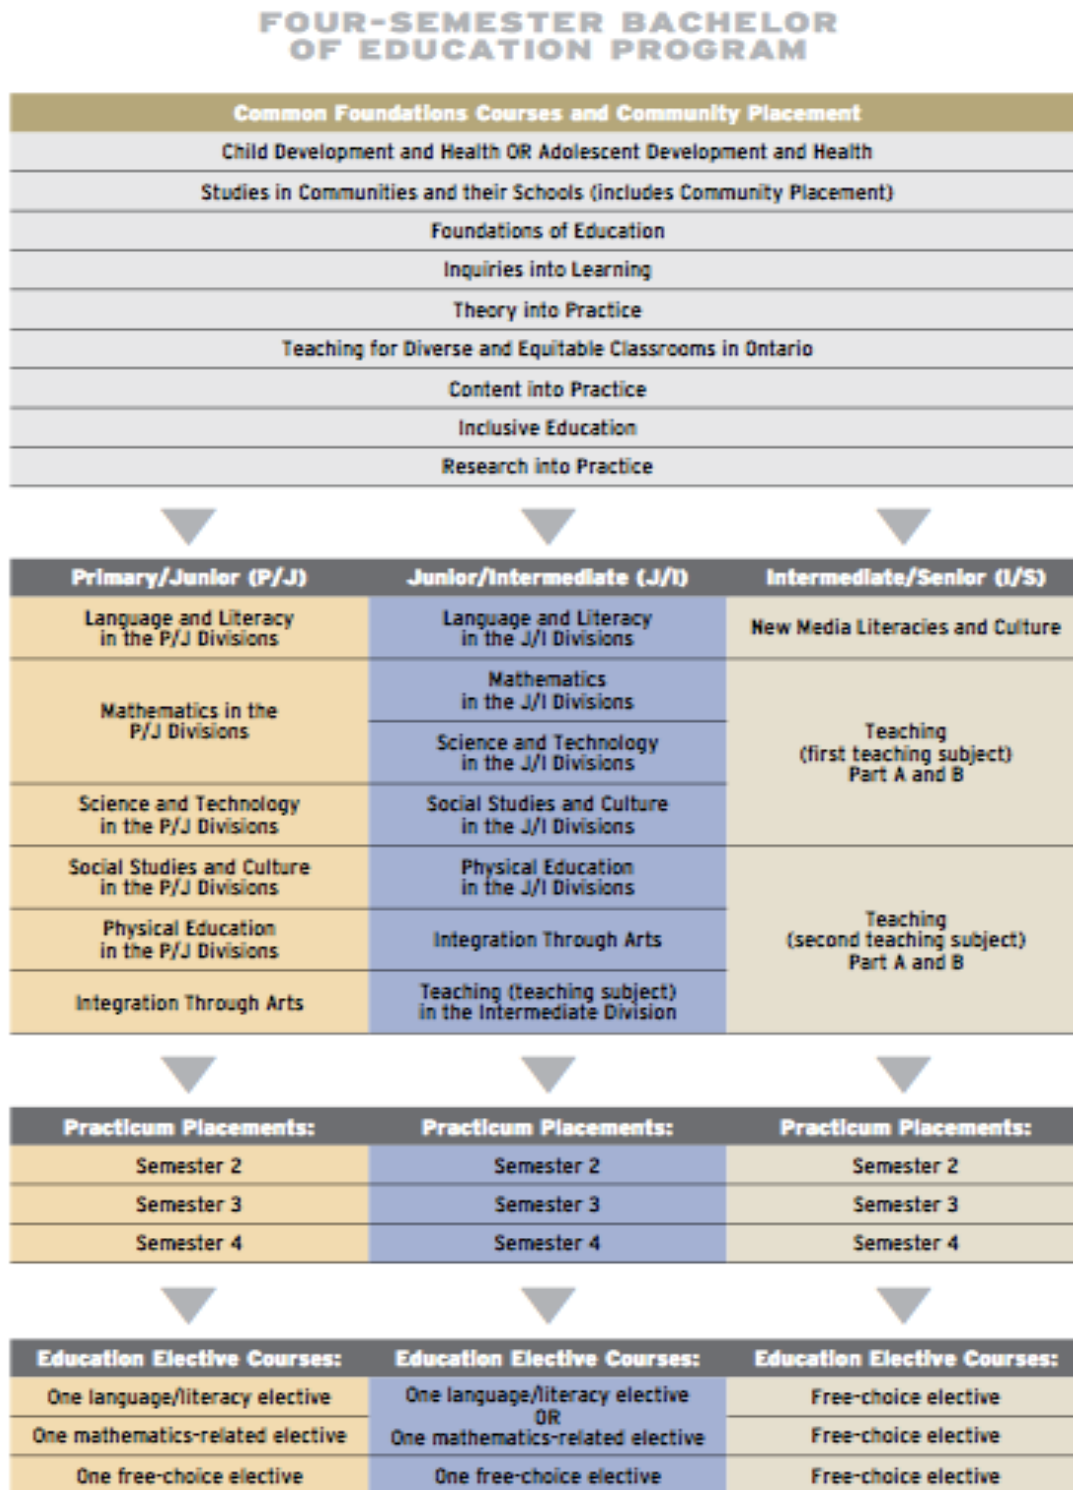 FOUR-SEMESTER BACHELOR
OF EDUCATION PROGRAM
Common Foundations Courses and Community Placement
Child Development and Health OR Adolescent Development and Health
Studies in Communities and their Schools (includes Community Placement)
Foundations of Education
Inquiries into Learning
Theory into Practice
Teaching for Diverse and Equitable Classrooms in Ontario
Content into Practice
Inclusive Education
Research into Practice
Primary/Junior (P/J)
Language and Literacy
in the P/J Divisions
Mathematics in the
P/J Divisions
Science and Technology
in the P/J Divisions
Social Studies and Culture
in the P/J Divisions
Physical Education
in the P/J Divisions
Integration Through Arts
Junior/Intermediate (J/I)
Language and Literacy
in the J/I Divisions
Mathematics
in the J/I Divisions
Science and Technology
in the J/I Divisions
Social Studies and Culture
in the J/I Divisions
Physical Education
in the J/I Divisions
Integration Through Arts
Teaching (teaching subject)
in the Intermediate Division
Intermediate/Senior (I/S)
New Media Literacies and Culture
Teaching
(first teaching subject)
Part A and B
Teaching
(second teaching subject)
Part A and B
Practicum Placements:
Semester 2
Semester 3
Semester 4
Practicum Placements:
Semester 2
Semester 3
Semester 4
Practicum Placements:
Semester 2
Semester 3
Semester 4
Education Elective Courses:
One language/literacy elective
One mathematics-related elective
One free-choice elective
Education Elective Courses:
One language/literacy elective
OR
One mathematics-related elective
One free-choice elective
Education Elective Courses:
Free-choice elective
Free-choice elective
Free-choice elective